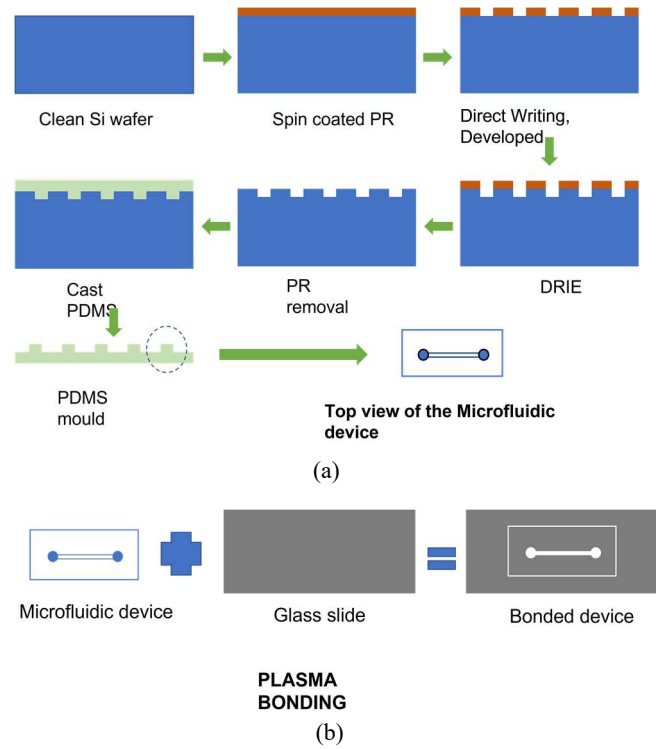 Clean Si wafer
Spin coated PR
Direct Writing,
Developed
Cast
PDMS
PR
removal
DRIE
PDMS
mould
Top view of the Microfluidic
device
(a)
Microfluidic device
Glass slide
Bonded device
PLASMA
BONDING
(b)